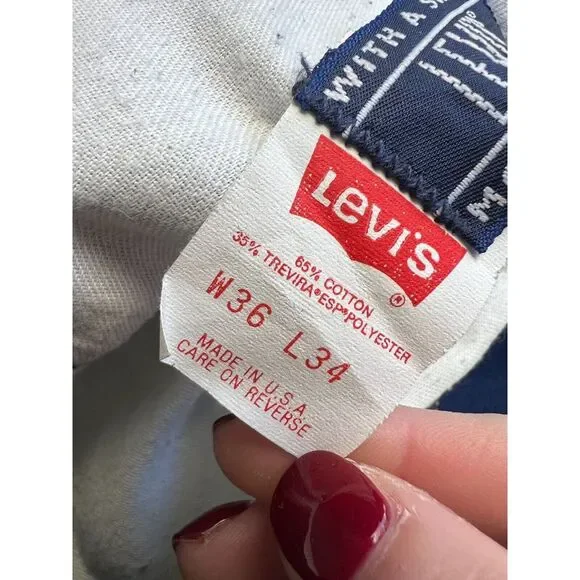 WITH A
Levi's
®
65% COTTON
35% TREVIRA®ESP®POLYESTER
W36 L34
MADE IN U.S.A.
CARE ON REVERSE